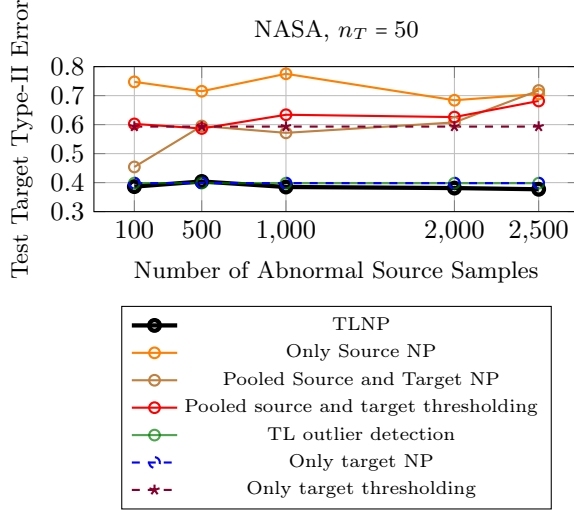 NASA, n_T = 50
Test Target Type-II Error
0.8
0.7
0.6
0.5
0.4
0.3
100 500 1,000 2,000 2,500
Number of Abnormal Source Samples
TLNP
Only Source NP
Pooled Source and Target NP
Pooled source and target thresholding
TL outlier detection
Only target NP
Only target thresholding